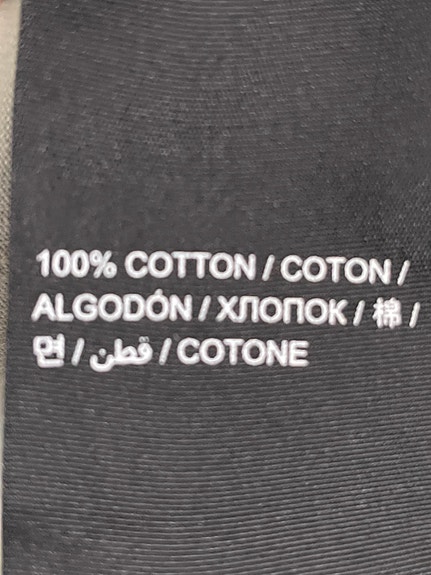 100% COTTON / COTON /
ALGODÓN / ХЛОПОК / 棉 /
면 / قطن / COTONE